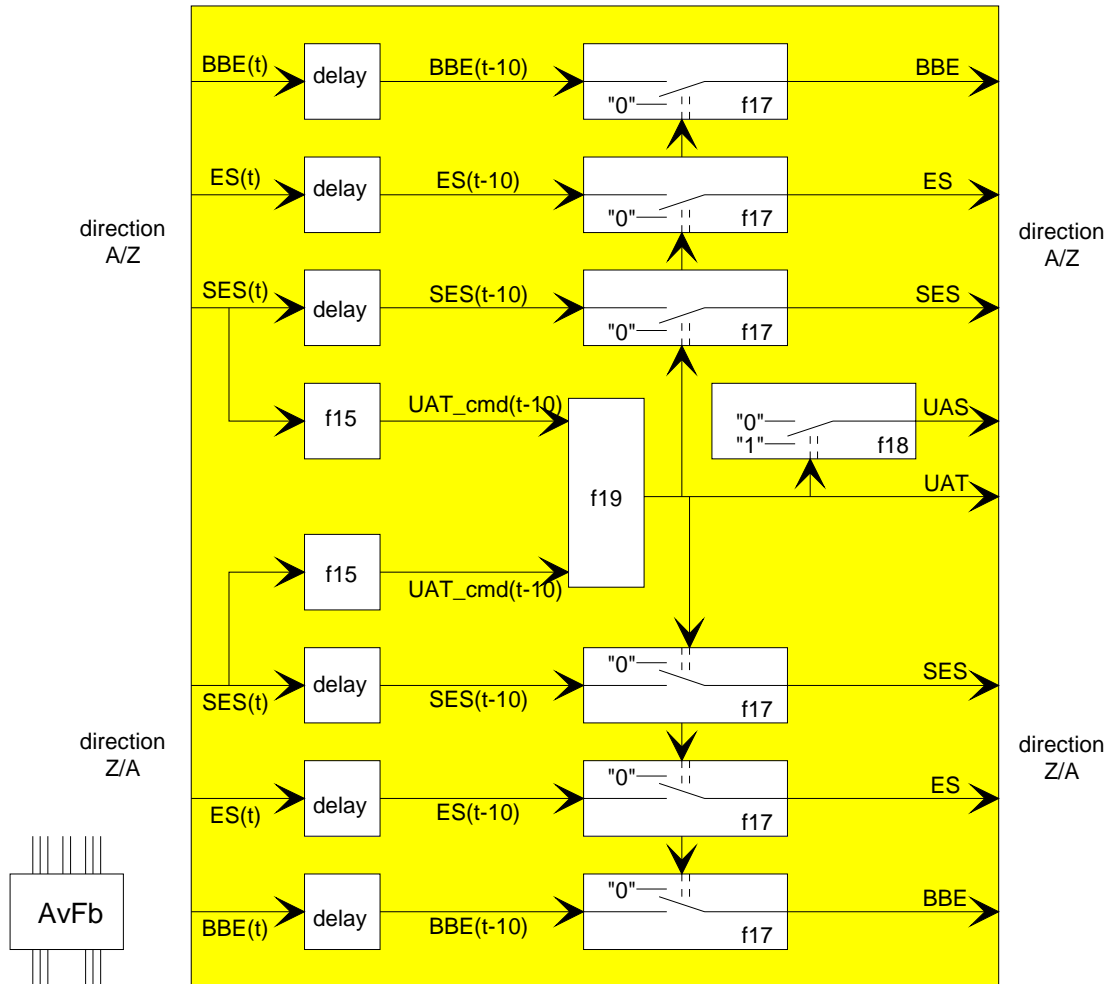 BBE(t)
delay
BBE(t-10)
"0"
f17
BBE
ES(t)
delay
ES(t-10)
"0"
f17
ES
direction
A/Z
direction
A/Z
SES(t)
delay
SES(t-10)
"0"
f17
SES
f15
UAT_cmd(t-10)
"0"
"1"
f18
UAS
f19
UAT
f15
UAT_cmd(t-10)
SES(t)
delay
SES(t-10)
"0"
f17
SES
direction
Z/A
direction
Z/A
ES(t)
delay
ES(t-10)
"0"
f17
ES
AvFb
BBE(t)
delay
BBE(t-10)
"0"
f17
BBE